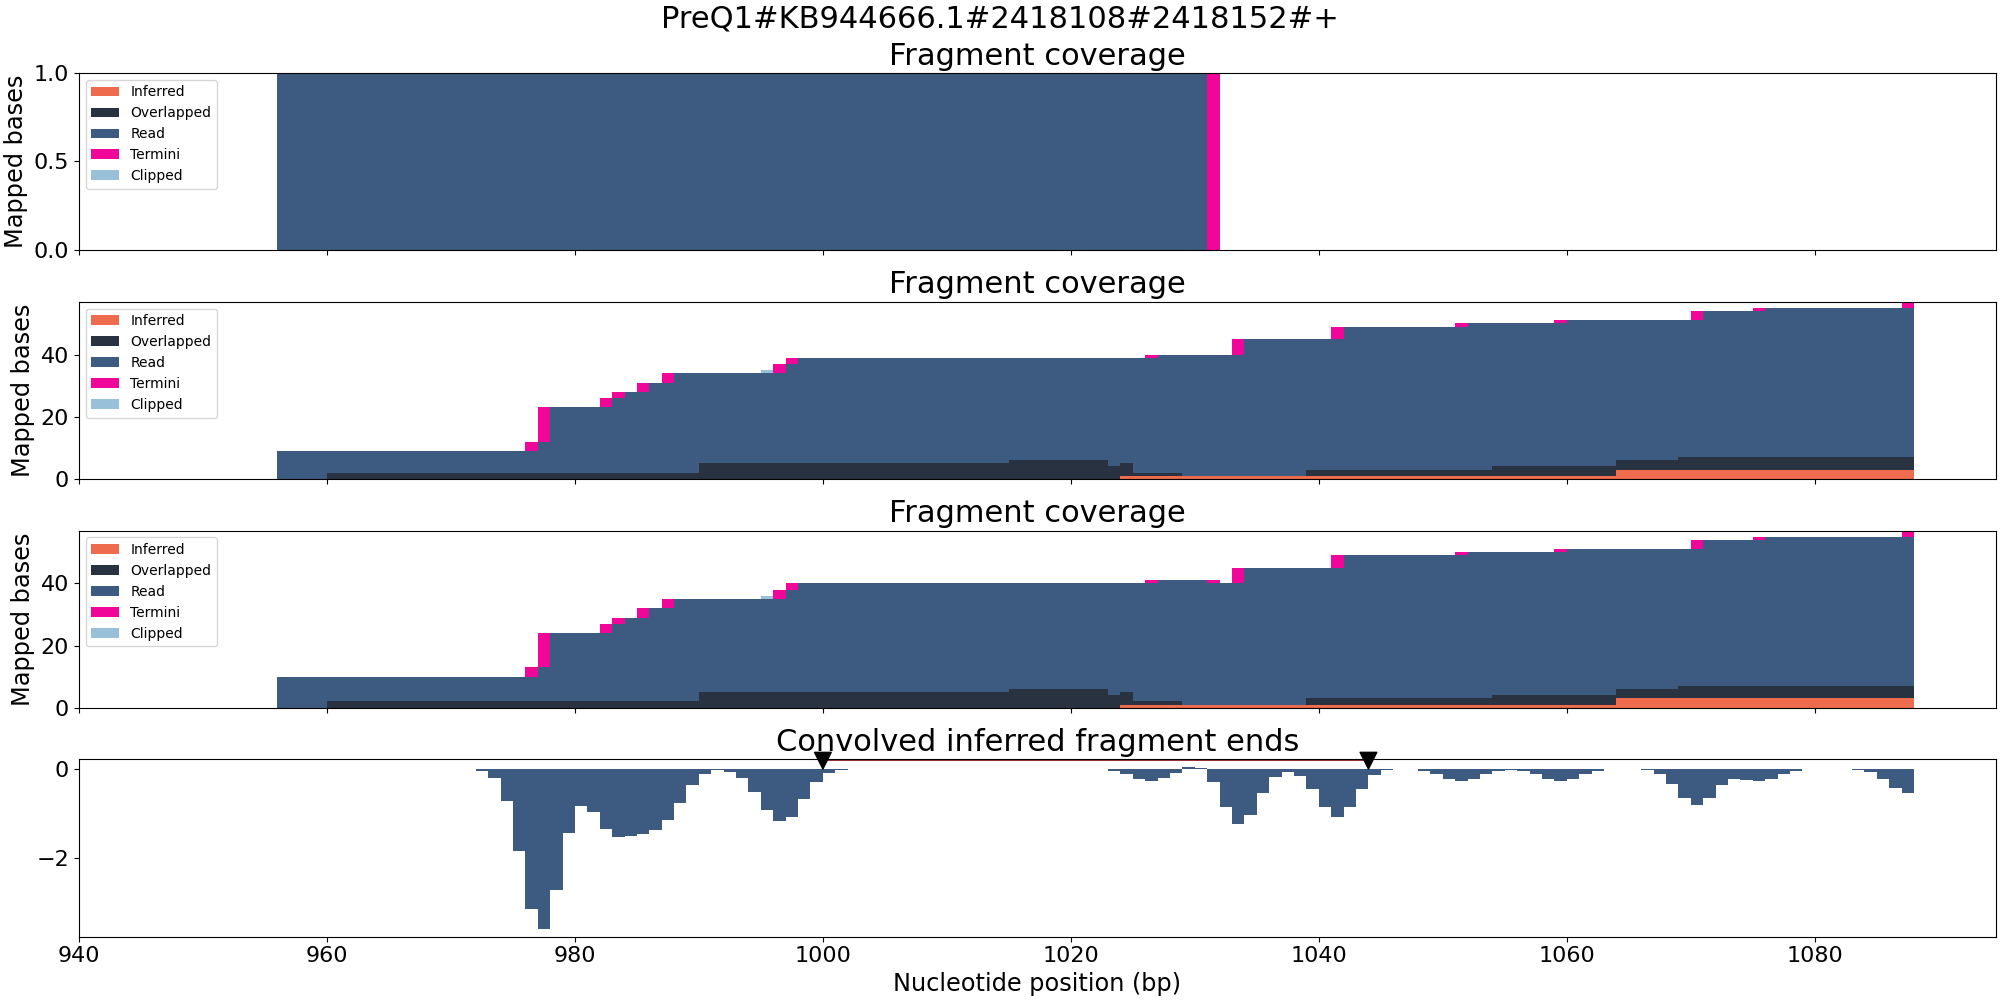 PreQ1#KB944666.1#2418108#2418152#+
Fragment coverage
Mapped bases
1.0
0.5
0.0
Inferred
Overlapped
Read
Termini
Clipped
Fragment coverage
Mapped bases
40
20
0
Inferred
Overlapped
Read
Termini
Clipped
Fragment coverage
Mapped bases
40
20
0
Inferred
Overlapped
Read
Termini
Clipped
Convolved inferred fragment ends
0
−2
940 960 980 1000 1020 1040 1060 1080
Nucleotide position (bp)